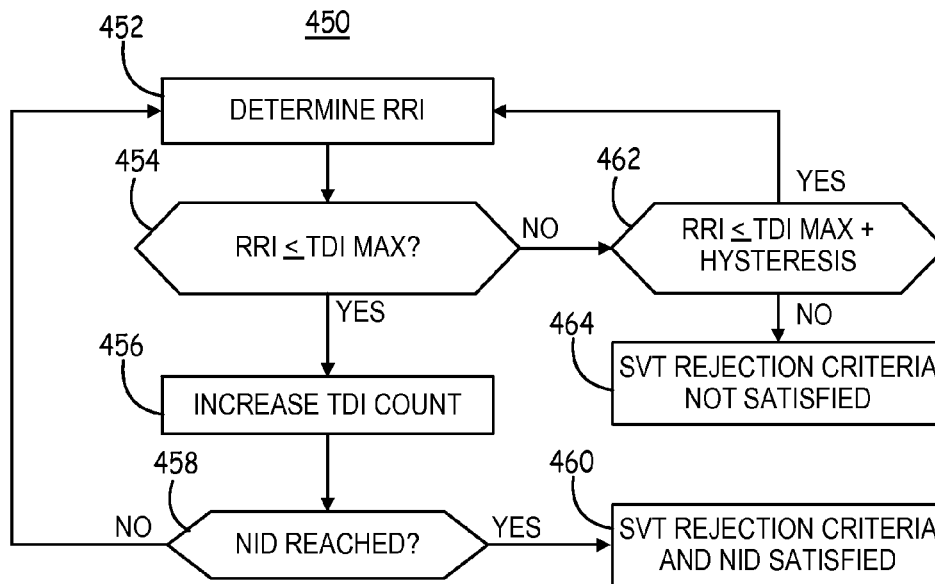 450
452
DETERMINE RRI
454
RRI ≤ TDI MAX?
NO
462
YES
RRI ≤ TDI MAX +
HYSTERESIS
YES
NO
456
INCREASE TDI COUNT
464
SVT REJECTION CRITERIA
NOT SATISFIED
458
NO
NID REACHED?
YES
460
SVT REJECTION CRITERIA
AND NID SATISFIED